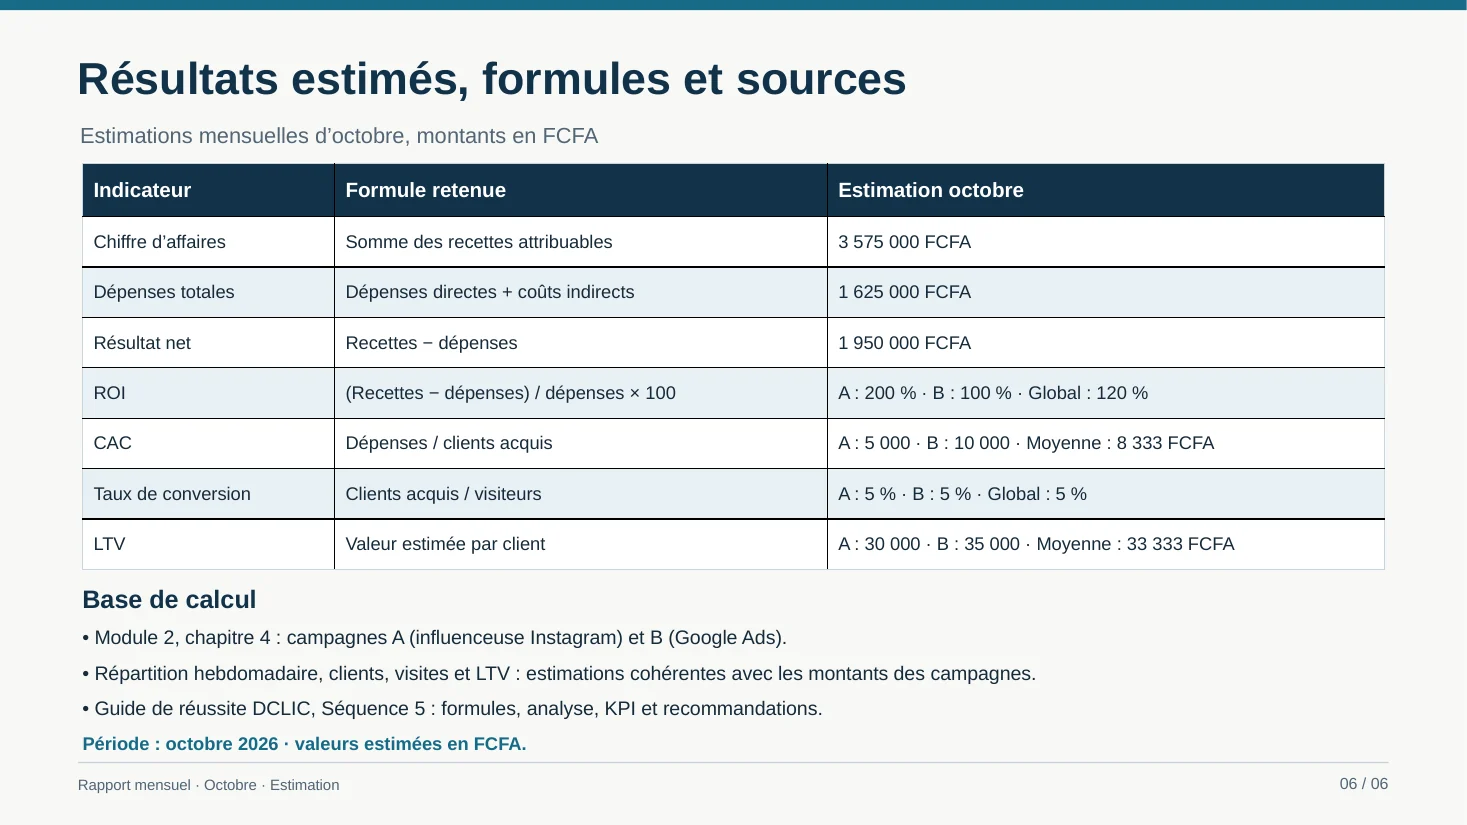 Résultats estimés, formules et sources
Estimations mensuelles d’octobre, montants en FCFA
Indicateur Formule retenue Estimation octobre
Chiffre d’affaires Somme des recettes attribuables 3 575 000 FCFA
Dépenses totales Dépenses directes + coûts indirects 1 625 000 FCFA
Résultat net Recettes − dépenses 1 950 000 FCFA
ROI (Recettes − dépenses) / dépenses × 100 A : 200 % · B : 100 % · Global : 120 %
CAC Dépenses / clients acquis A : 5 000 · B : 10 000 · Moyenne : 8 333 FCFA
Taux de conversion Clients acquis / visiteurs A : 5 % · B : 5 % · Global : 5 %
LTV Valeur estimée par client A : 30 000 · B : 35 000 · Moyenne : 33 333 FCFA
Base de calcul
• Module 2, chapitre 4 : campagnes A (influenceuse Instagram) et B (Google Ads).
• Répartition hebdomadaire, clients, visites et LTV : estimations cohérentes avec les montants des campagnes.
• Guide de réussite DCLIC, Séquence 5 : formules, analyse, KPI et recommandations.
Période : octobre 2026 · valeurs estimées en FCFA.
Rapport mensuel · Octobre · Estimation 06 / 06